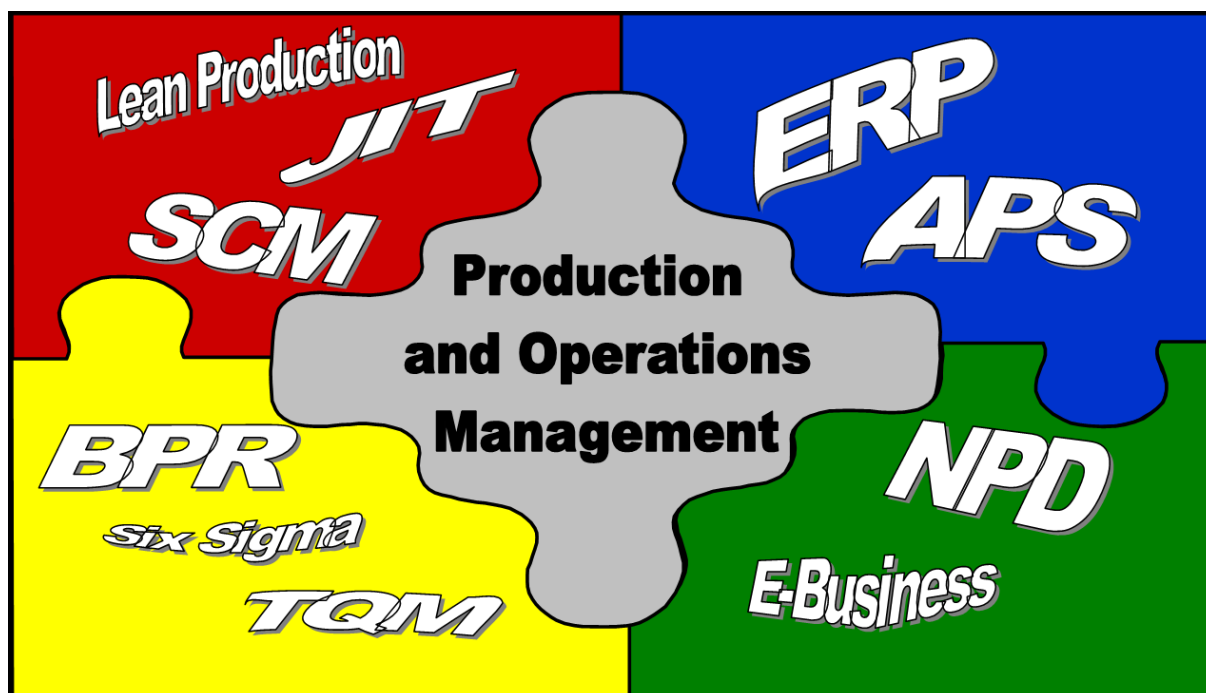 Lean Production
JIT
SCM
ERP
APS
Production
and Operations
Management
BPR
Six Sigma
TQM
NPD
E-Business